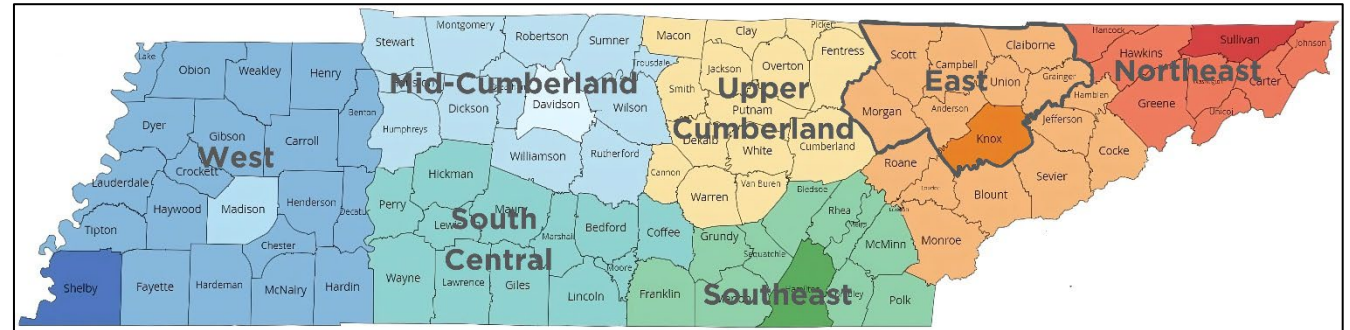 West
Mid-Cumberland
Upper
Cumberland
East
Northeast
South
Central
Southeast
Lake
Obion
Weakley
Henry
Dyer
Gibson
Carroll
Benton
Crockett
Lauderdale
Haywood
Madison
Henderson
Tipton
Chester
Shelby
Fayette
Hardeman
McNairy
Hardin
Stewart
Montgomery
Robertson
Sumner
Trousdale
Dickson
Davidson
Wilson
Humphreys
Williamson
Rutherford
Macon
Clay
Pickett
Fentress
Jackson
Overton
Smith
Putnam
DeKalb
White
Cumberland
Cannon
Warren
Van Buren
Hickman
Perry
Lewis
Maury
Marshall
Bedford
Coffee
Moore
Wayne
Lawrence
Giles
Lincoln
Bledsoe
Rhea
Grundy
Sequatchie
McMinn
Franklin
Polk
Scott
Campbell
Claiborne
Union
Grainger
Hamblen
Morgan
Anderson
Knox
Jefferson
Cocke
Roane
Blount
Sevier
Monroe
Hancock
Hawkins
Sullivan
Johnson
Greene
Carter
Unicoi